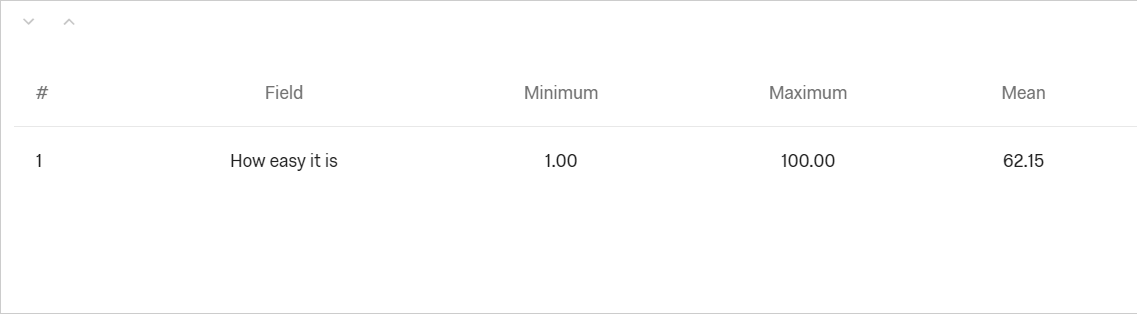 # Field Minimum Maximum Mean
1 How easy it is 1.00 100.00 62.15